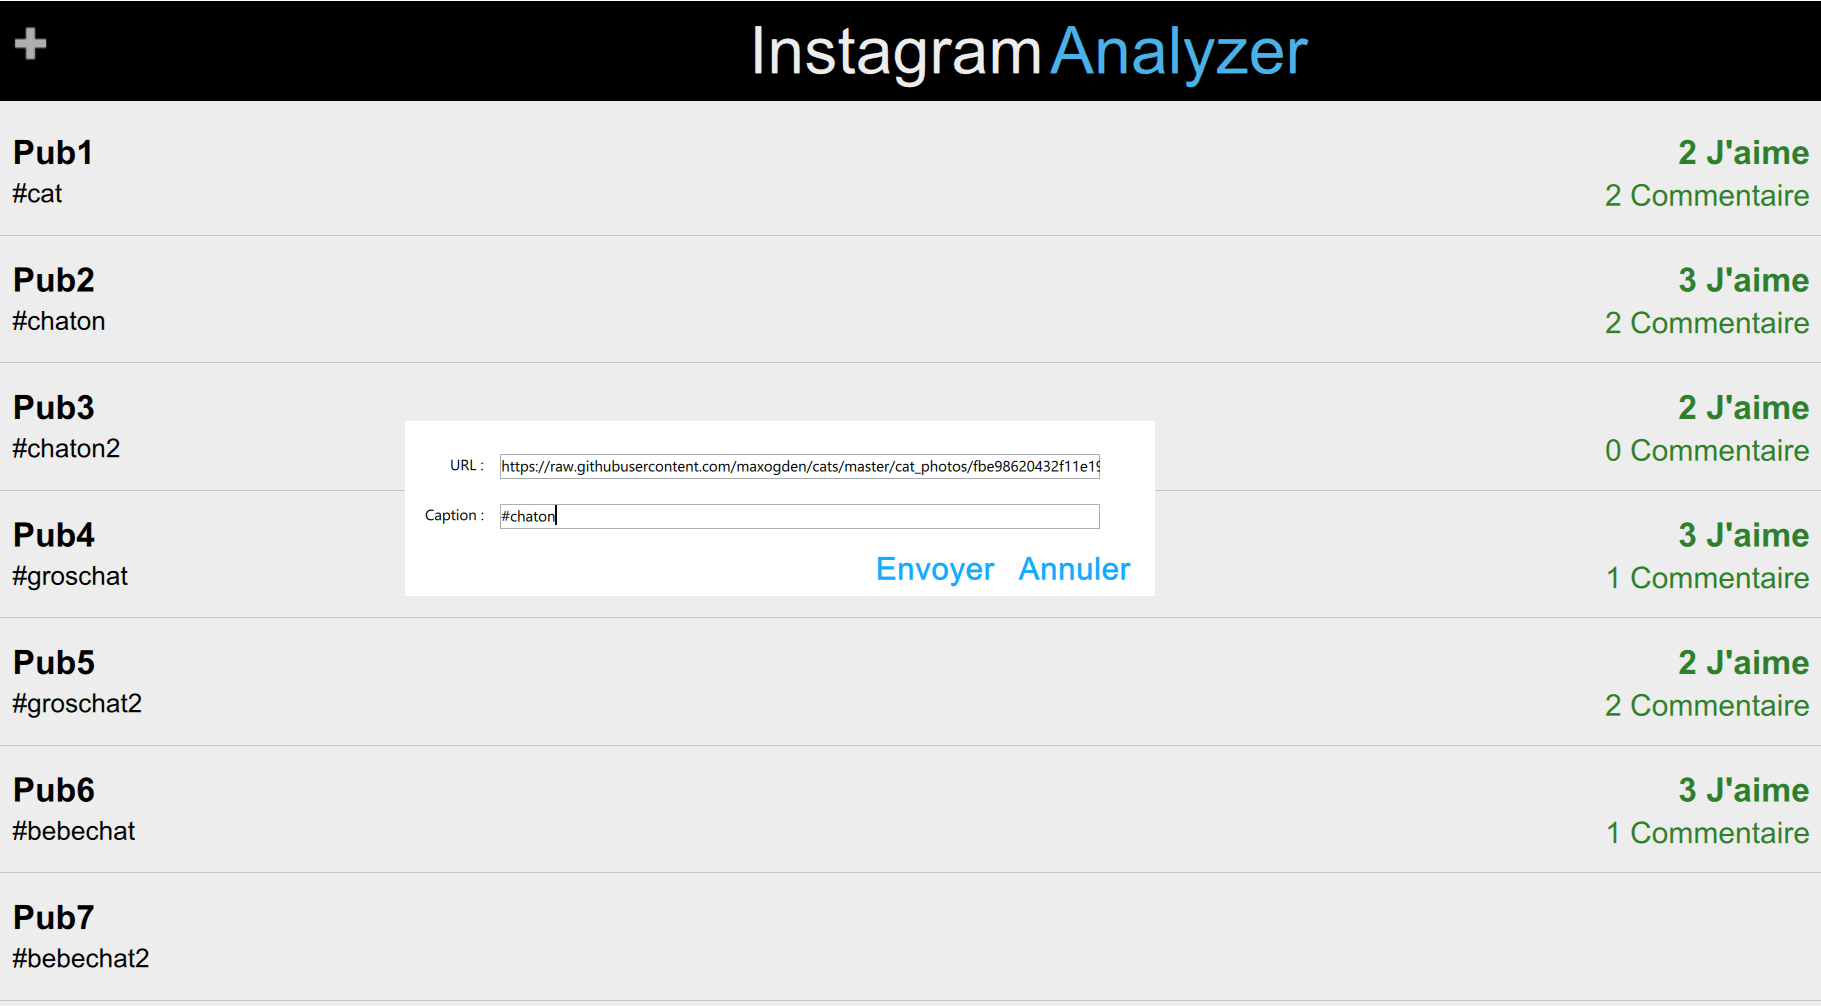 Instagram Analyzer
Pub1
#cat
2 J'aime
2 Commentaire
Pub2
#chaton
3 J'aime
2 Commentaire
Pub3
#chaton2
2 J'aime
0 Commentaire
URL :
https://raw.githubusercontent.com/maxogden/cats/master/cat_photos/fbe98620432f11e19
Caption :
#chaton
Envoyer Annuler
Pub4
#groschat
3 J'aime
1 Commentaire
Pub5
#groschat2
2 J'aime
2 Commentaire
Pub6
#bebechat
3 J'aime
1 Commentaire
Pub7
#bebechat2